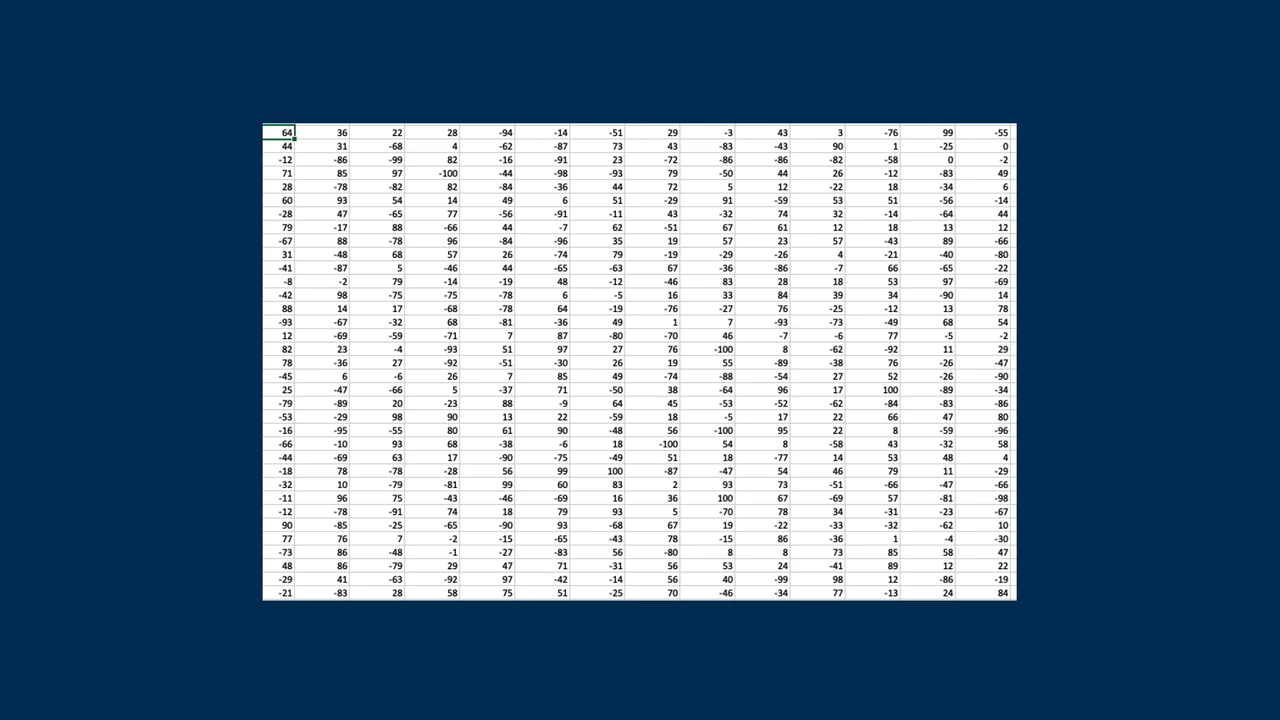 64 36 22 28 -94 -14 -51 29 -3 43 3 -76 99 -55
44 31 -68 4 -62 -87 73 43 -83 -43 90 1 -25 0
-12 -86 -99 82 -16 -91 23 -72 -86 -86 -82 -58 0 -2
71 85 97 -100 -44 -98 -93 79 -50 44 26 -12 -83 49
28 -78 -82 82 -84 -36 44 72 5 12 -22 18 -34 6
60 93 54 14 49 6 51 -29 91 -59 53 51 -56 -14
-28 47 -65 77 -56 -91 -11 43 -32 74 32 -14 -64 44
79 -17 88 -66 44 -7 62 -51 67 61 12 18 13 12
-67 88 -78 96 -84 -96 35 19 57 23 57 -43 89 -66
31 -48 68 57 26 -74 79 -19 -29 -26 4 -21 -40 -80
-41 -87 5 -46 44 -65 -63 67 -36 -86 -7 66 -65 -22
-8 -2 79 -14 -19 48 -12 -46 83 28 18 53 97 -69
-42 98 -75 -75 -78 6 -5 16 33 84 39 34 -90 14
88 14 17 -68 -78 64 -19 -76 -27 76 -25 -12 13 78
-93 -67 -32 68 -81 -36 49 1 7 -93 -73 -49 68 54
12 -69 -59 -71 7 87 -80 -70 46 -7 -6 77 -5 -2
82 23 -4 -93 51 97 27 76 -100 8 -62 -92 11 29
78 -36 27 -92 -51 -30 26 19 55 -89 -38 76 -26 -47
-45 6 -6 26 7 85 49 -74 -88 -54 27 52 -26 -90
25 -47 -66 5 -37 71 -50 38 -64 96 17 100 -89 -34
-79 -89 20 -23 88 -9 64 45 -53 -52 -62 -84 -83 -86
-53 -29 98 90 13 22 -59 18 -5 17 22 66 47 80
-16 -95 -55 80 61 90 -48 56 -100 95 22 8 -59 -96
-66 -10 93 68 -38 -6 18 -100 54 8 -58 43 -32 58
-44 -69 63 17 -90 -75 -49 51 18 -77 14 53 48 4
-18 78 -78 -28 56 99 100 -87 -47 54 46 79 11 -29
-32 10 -79 -81 99 60 83 2 93 73 -51 -66 -47 -66
-11 96 75 -43 -46 -69 16 36 100 67 -69 57 -81 -98
-12 -78 -91 74 18 79 93 5 -70 78 34 -31 -23 -67
90 -85 -25 -65 -90 93 -68 67 19 -22 -33 -32 -62 10
77 76 7 -2 -15 -65 -43 78 -15 86 -36 1 -4 -30
-73 86 -48 -1 -27 -83 56 -80 8 8 73 85 58 47
48 86 -79 29 47 71 -31 56 53 24 -41 89 12 22
-29 41 -63 -92 97 -42 -14 56 40 -99 98 12 -86 -19
-21 -83 28 58 75 51 -25 70 -46 -34 77 -13 24 84